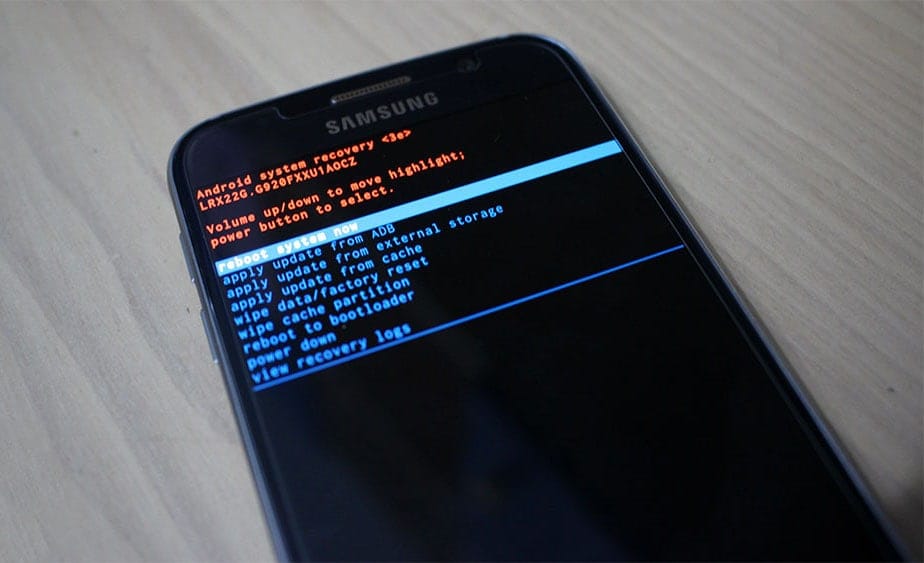 SAMSUNG
Android system recovery <3e>
LRX22G.G920FXXU1AOCZ
Volume up/down to move highlight;
power button to select.
reboot system now
apply update from ADB
apply update from external storage
apply update from cache
wipe data/factory reset
wipe cache partition
reboot to bootloader
power down
view recovery logs